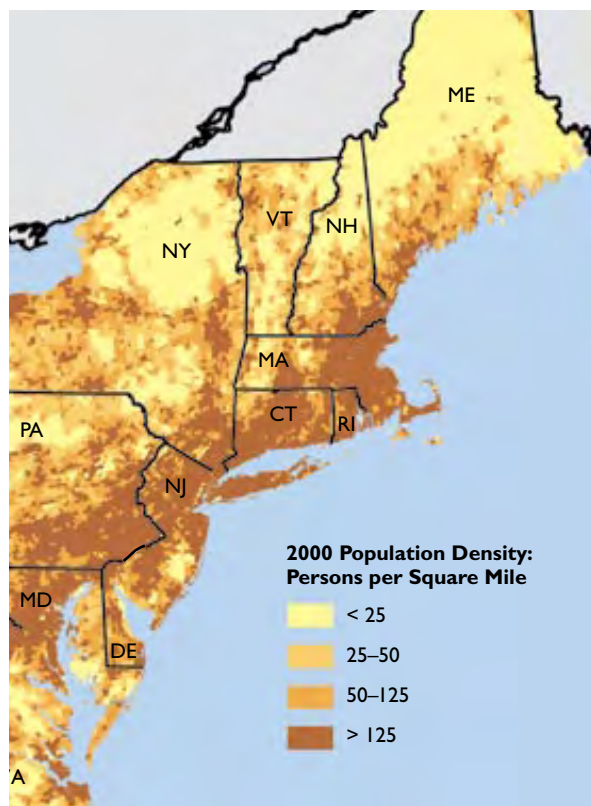 ME
VT
NH
NY
MA
CT
RI
PA
NJ
2000 Population Density:
Persons per Square Mile
< 25
MD
25–50
DE
50–125
> 125
/A